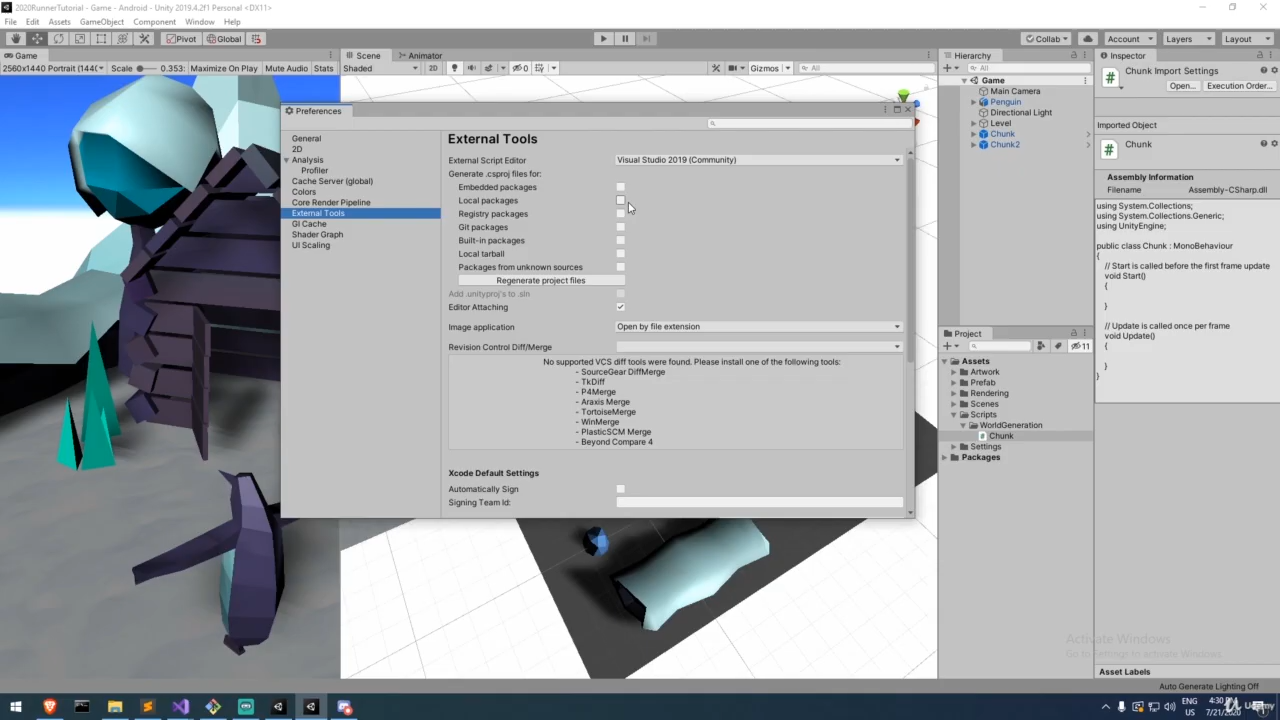 2020RunnerTutorial - Game - Android - Unity 2019.4.2f1 Personal <DX11>
File Edit Assets GameObject Component Window Help
Pivot Global Collab Account Layers Layout
Game
2560x1440 Portrait (144( Scale 0.353: Maximize On Play Mute Audio Stats
Scene Animator
Shaded 2D 0 Gizmos All
Preferences
General
2D
Analysis
Profiler
Cache Server (global)
Colors
Core Render Pipeline
External Tools
GI Cache
Shader Graph
UI Scaling
External Tools
External Script Editor Visual Studio 2019 (Community)
Generate .csproj files for:
Embedded packages
Local packages
Registry packages
Git packages
Built-in packages
Local tarball
Packages from unknown sources
Regenerate project files
Add .unityproj's to .sln
Editor Attaching
Image application Open by file extension
Revision Control Diff/Merge
No supported VCS diff tools were found. Please install one of the following tools:
- SourceGear DiffMerge
- TkDiff
- P4Merge
- Araxis Merge
- TortoiseMerge
- WinMerge
- PlasticSCM Merge
- Beyond Compare 4
Xcode Default Settings
Automatically Sign
Signing Team Id:
Hierarchy
All
Game
Main Camera
Penguin
Directional Light
Level
Chunk
Chunk2
Project
11
Assets
Artwork
Prefab
Rendering
Scenes
Scripts
WorldGeneration
Chunk
Settings
Packages
Inspector
Chunk Import Settings
Open... Execution Order...
Imported Object
Chunk
Assembly Information
Filename Assembly-CSharp.dll
using System.Collections;
using System.Collections.Generic;
using UnityEngine;
public class Chunk : MonoBehaviour
{
// Start is called before the first frame update
void Start()
{
}
// Update is called once per frame
void Update()
{
}
}
Activate Windows
Go to Settings to activate Windows.
Asset Labels
Auto Generate Lighting Off
ENG
US
4:30 PM
7/21/2020
Udemy